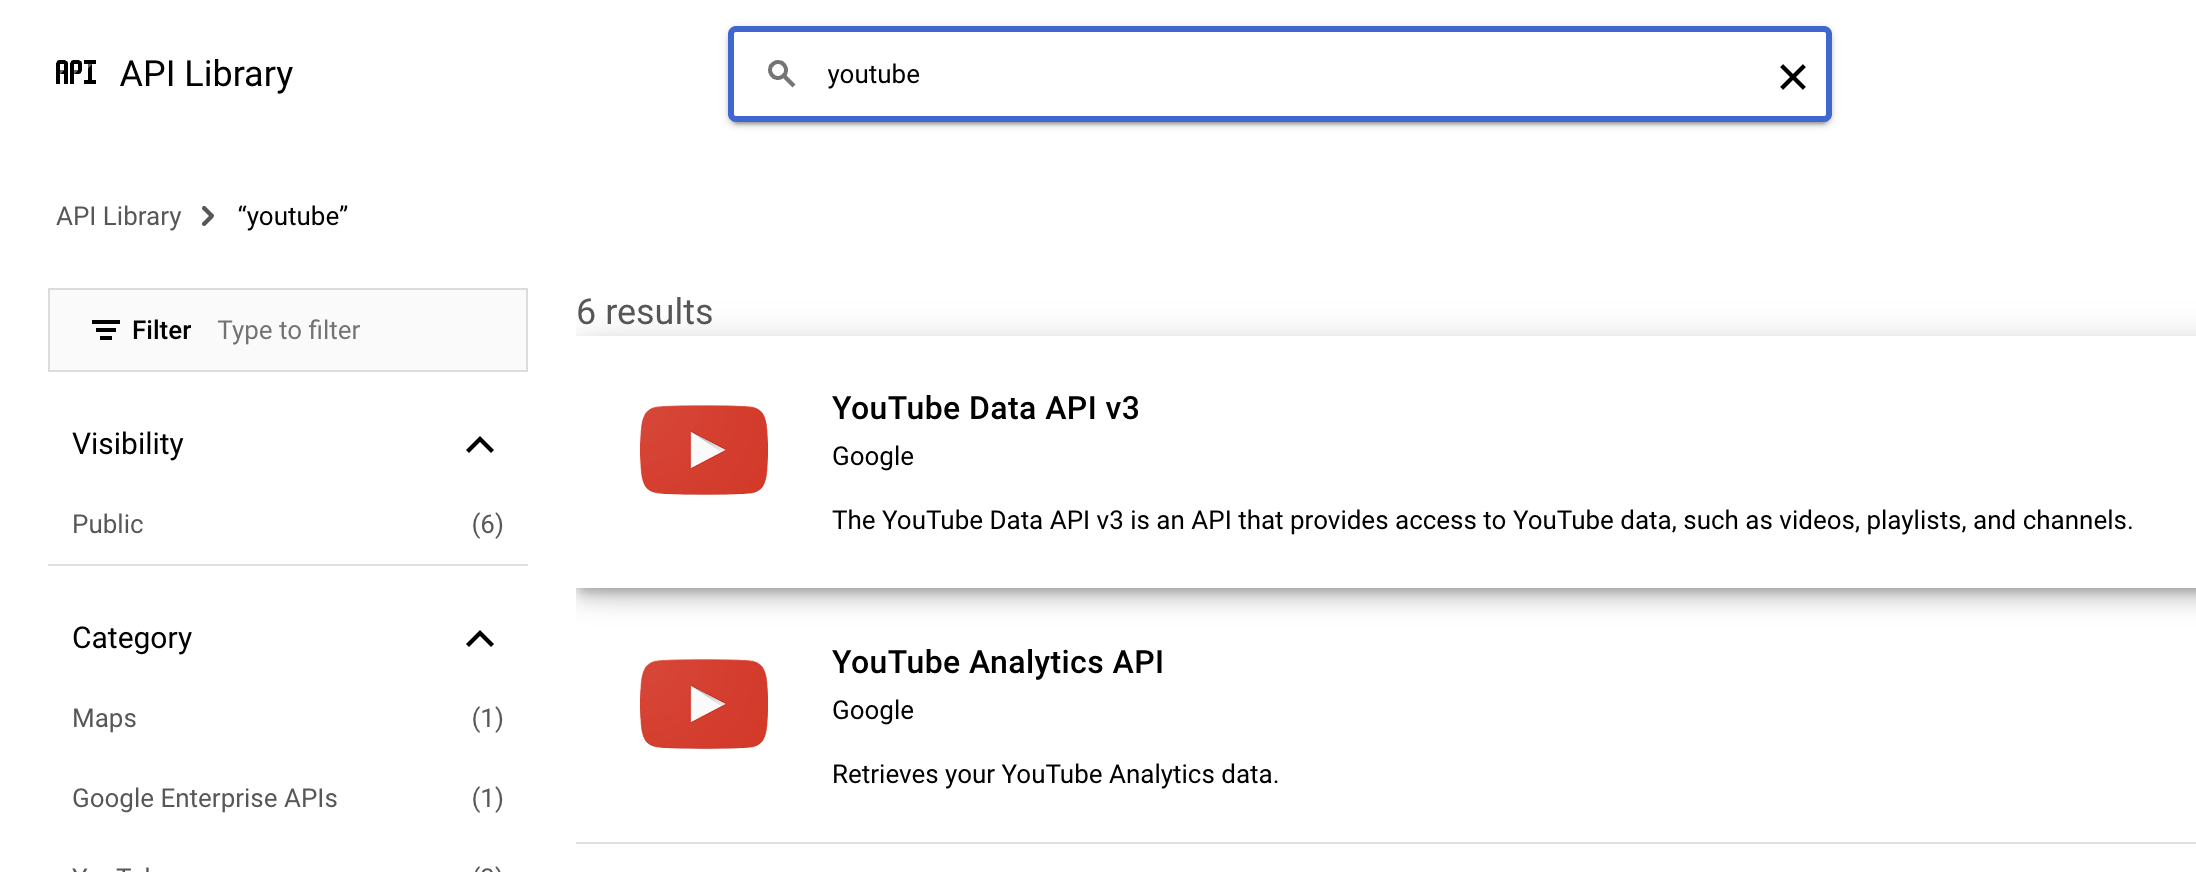 API API Library
youtube
API Library > “youtube”
Filter Type to filter
6 results
Visibility
Public (6)
Category
Maps (1)
Google Enterprise APIs (1)
YouTube Data API v3
Google
The YouTube Data API v3 is an API that provides access to YouTube data, such as videos, playlists, and channels.
YouTube Analytics API
Google
Retrieves your YouTube Analytics data.